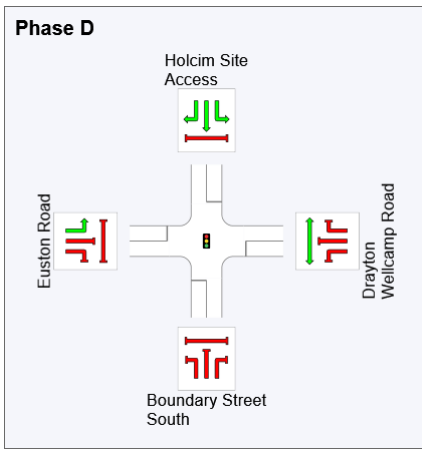 Phase D
Holcim Site
Access
Euston Road
Drayton
Wellcamp Road
Boundary Street
South